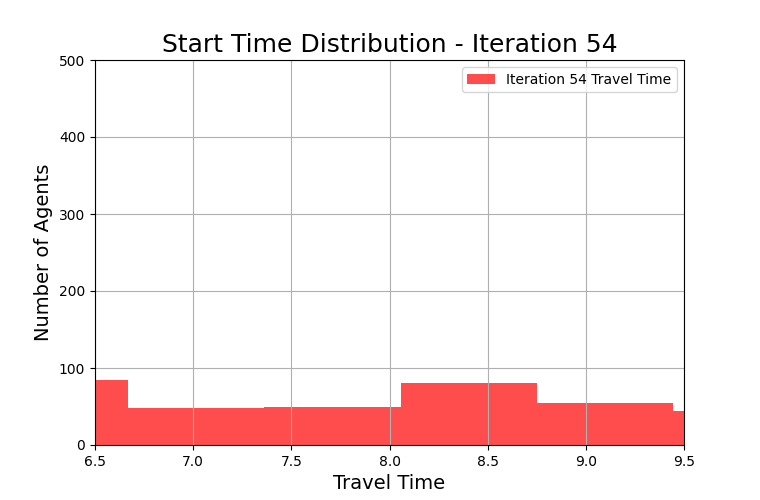 Start Time Distribution - Iteration 54
Iteration 54 Travel Time
Number of Agents
500
400
300
200
100
0
6.5 7.0 7.5 8.0 8.5 9.0 9.5
Travel Time